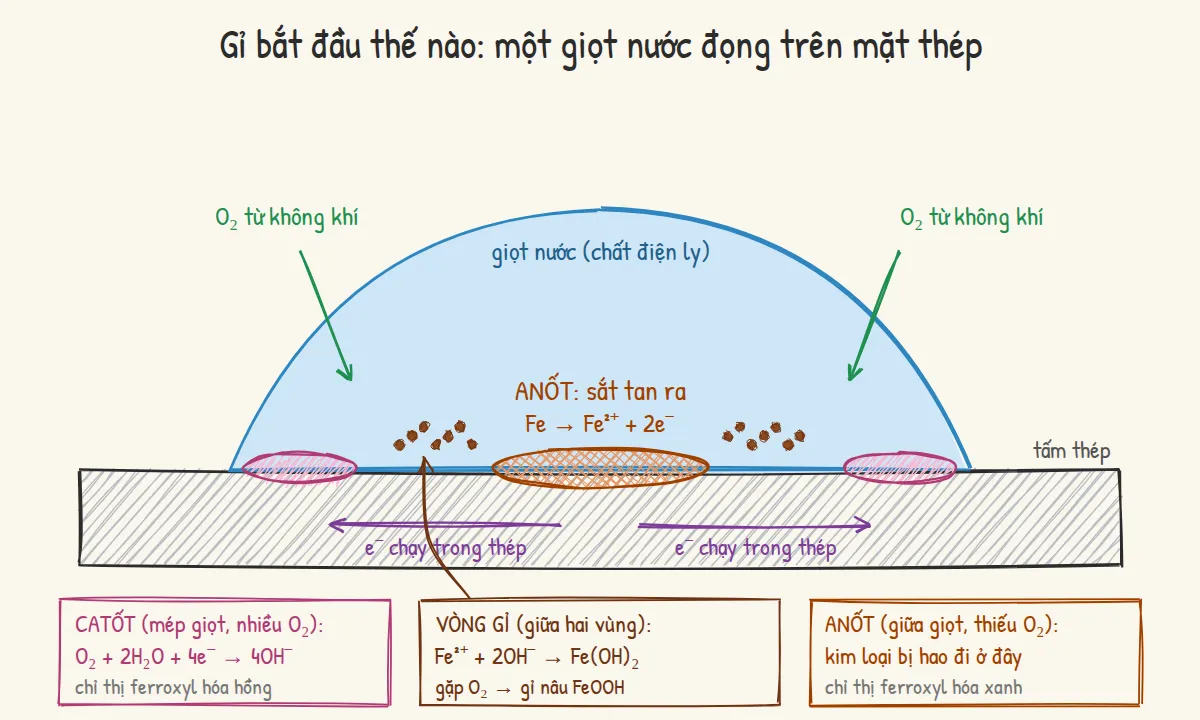 Gỉ bắt đầu thế nào: một giọt nước đọng trên mặt thép
O₂ từ không khí
O₂ từ không khí
giọt nước (chất điện ly)
ANỐT: sắt tan ra
Fe → Fe²⁺ + 2e⁻
tấm thép
e⁻ chạy trong thép
e⁻ chạy trong thép
CATỐT (mép giọt, nhiều O₂):
O₂ + 2H₂O + 4e⁻ → 4OH⁻
chỉ thị ferroxyl hóa hồng
VÒNG GỈ (giữa hai vùng):
Fe²⁺ + 2OH⁻ → Fe(OH)₂
gặp O₂ → gỉ nâu FeOOH
ANỐT (giữa giọt, thiếu O₂):
kim loại bị hao đi ở đây
chỉ thị ferroxyl hóa xanh